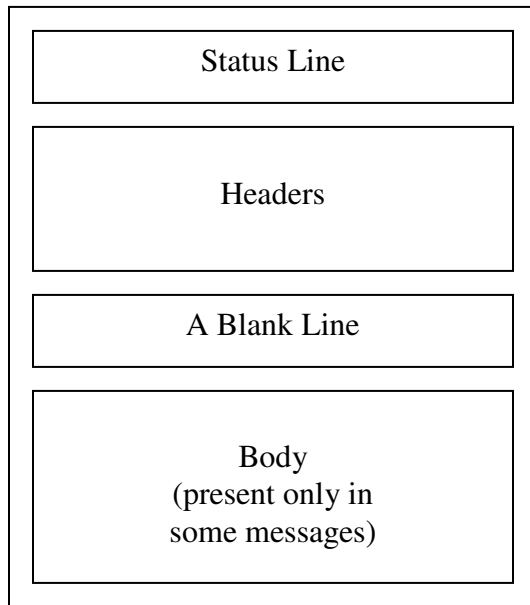 Status Line
Headers
A Blank Line
Body
(present only in
some messages)